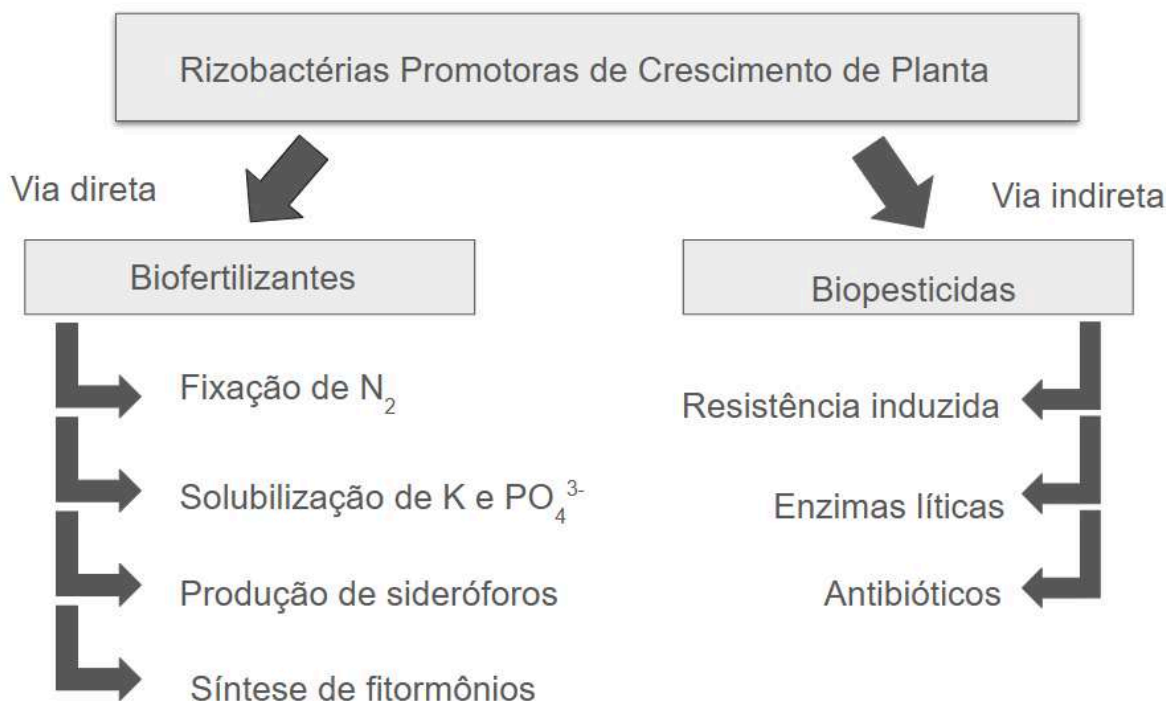 Rizobactérias Promotoras de Crescimento de Planta
Via direta
Via indireta
Biofertilizantes
Biopesticidas
Fixação de N₂
Solubilização de K e PO₄³⁻
Produção de sideróforos
Síntese de fitormônios
Resistência induzida
Enzimas líticas
Antibióticos